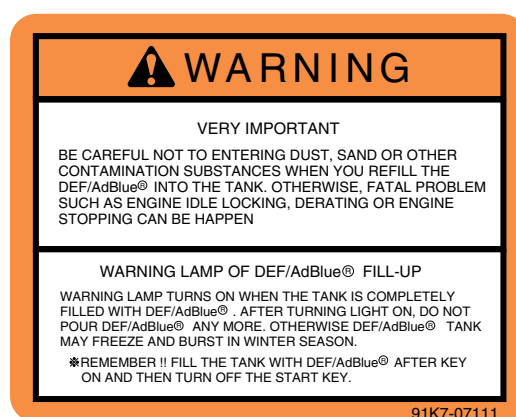 WARNING
VERY IMPORTANT
BE CAREFUL NOT TO ENTERING DUST, SAND OR OTHER
CONTAMINATION SUBSTANCES WHEN YOU REFILL THE
DEF/AdBlue® INTO THE TANK. OTHERWISE, FATAL PROBLEM
SUCH AS ENGINE IDLE LOCKING, DERATING OR ENGINE
STOPPING CAN BE HAPPEN
WARNING LAMP OF DEF/AdBlue® FILL-UP
WARNING LAMP TURNS ON WHEN THE TANK IS COMPLETELY
FILLED WITH DEF/AdBlue® . AFTER TURNING LIGHT ON, DO NOT
POUR DEF/AdBlue® ANY MORE. OTHERWISE DEF/AdBlue® TANK
MAY FREEZE AND BURST IN WINTER SEASON.
※REMEMBER !! FILL THE TANK WITH DEF/AdBlue® AFTER KEY
ON AND THEN TURN OFF THE START KEY.
91K7-07111